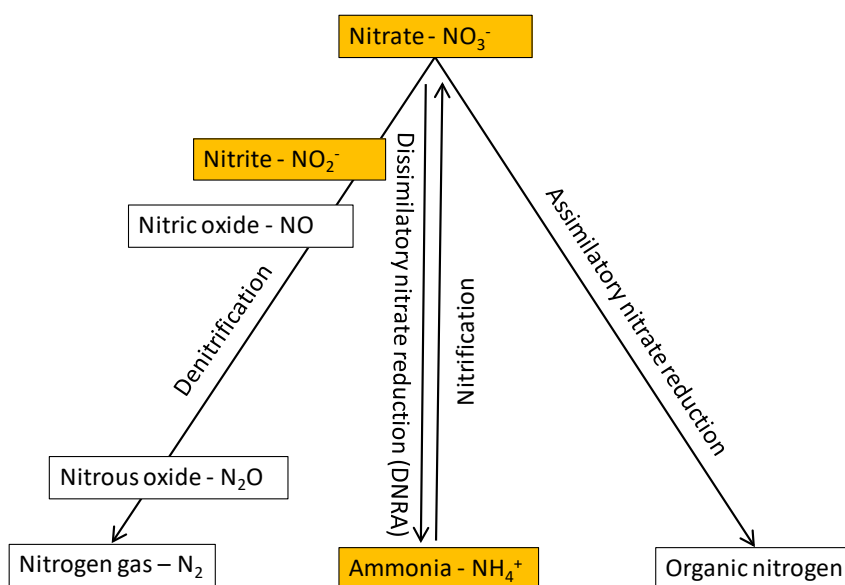 Nitrate - NO₃⁻
Nitrite - NO₂⁻
Nitric oxide - NO
Denitrification
Dissimilatory nitrate
reduction (DNRA)
Nitrification
Assimilatory nitrate reduction
Nitrous oxide - N₂O
Nitrogen gas – N₂
Ammonia - NH₄⁺
Organic nitrogen